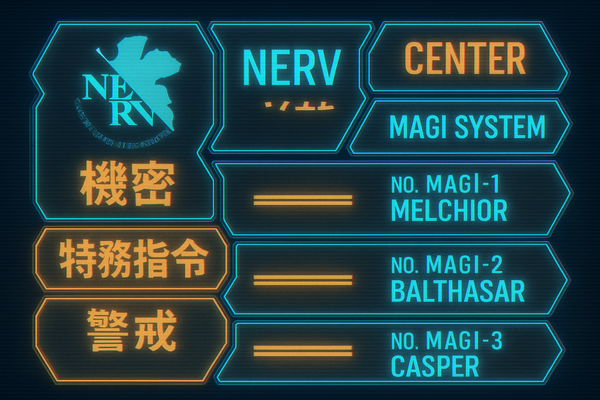 NERV
機密
特務指令
警戒
NERV
CENTER
MAGI SYSTEM
NO. MAGI-1
MELCHIOR
NO. MAGI-2
BALTHASAR
NO. MAGI-3
CASPER